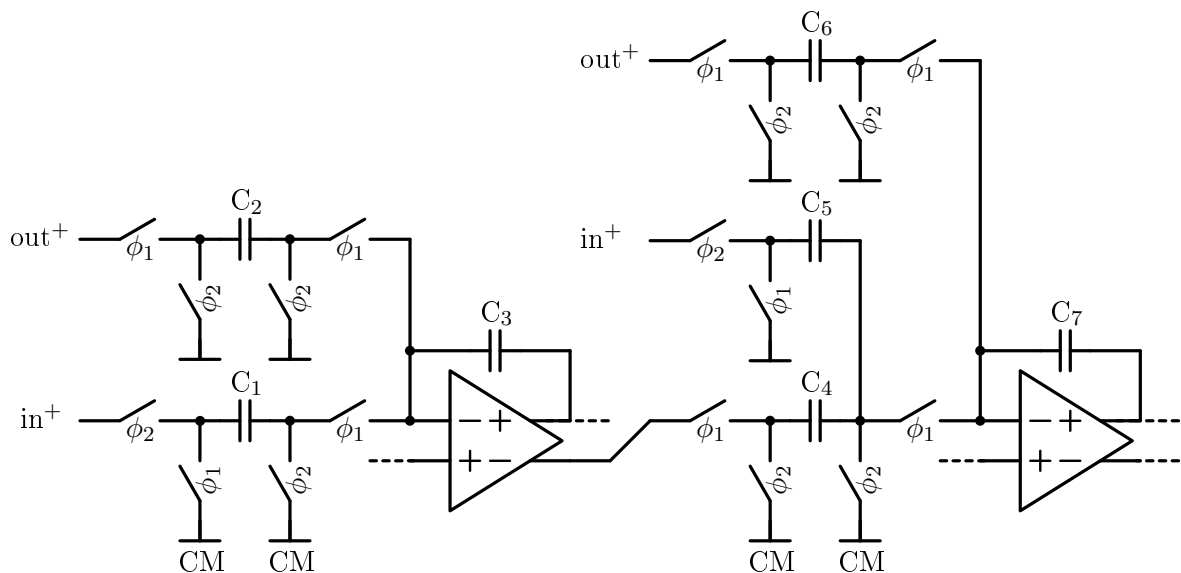 C₆
out⁺
ϕ₁
ϕ₁
ϕ₂
ϕ₂
C₂
C₅
out⁺
ϕ₁
ϕ₁
in⁺
ϕ₂
ϕ₂
ϕ₂
ϕ₁
C₃
C₇
C₁
C₄
in⁺
ϕ₂
ϕ₁
− +
ϕ₁
ϕ₁
− +
+ −
+ −
ϕ₁
ϕ₂
ϕ₂
ϕ₂
CM CM CM CM